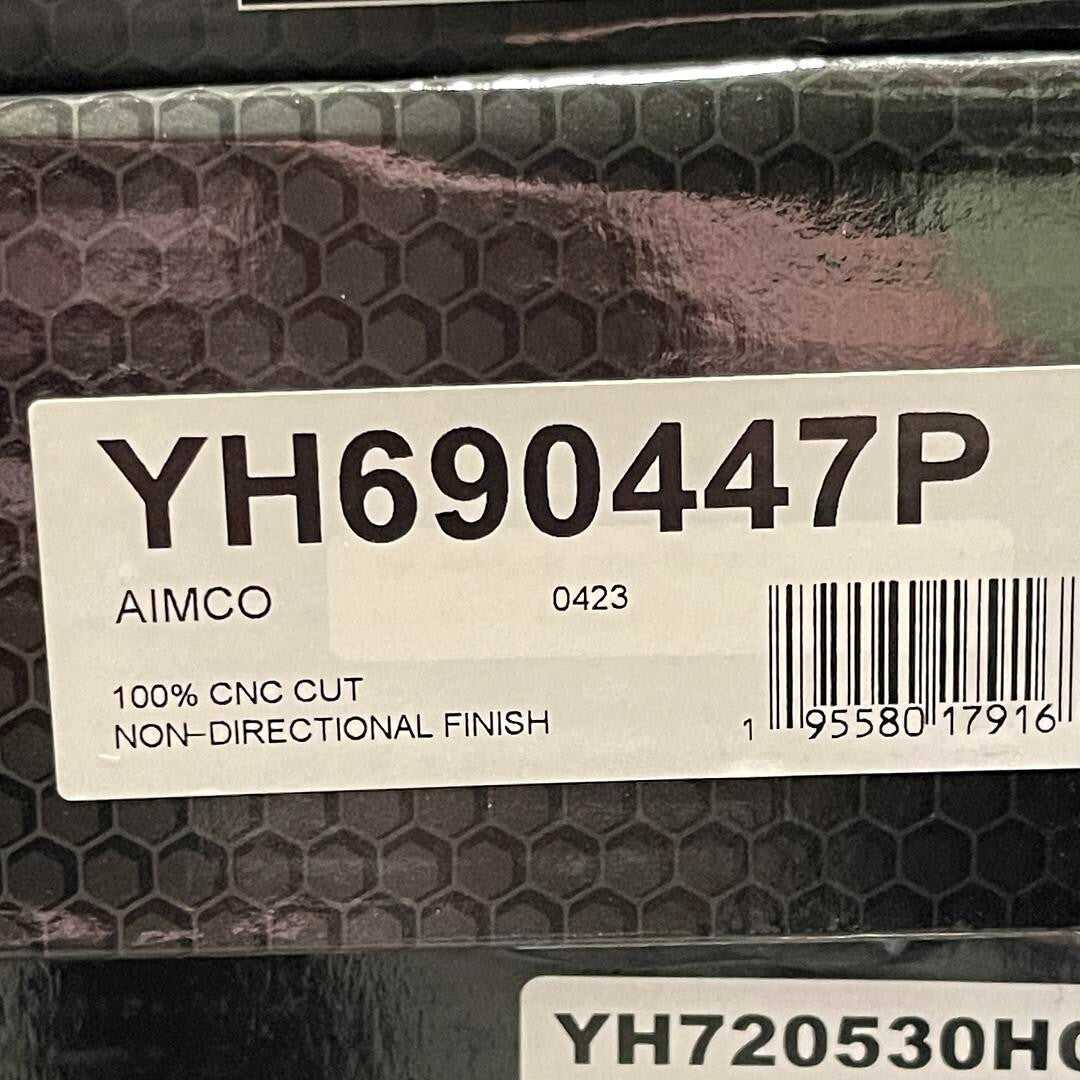 YH690447P
AIMCO 0423
100% CNC CUT
NON-DIRECTIONAL FINISH
1 95580 17916
YH720530H